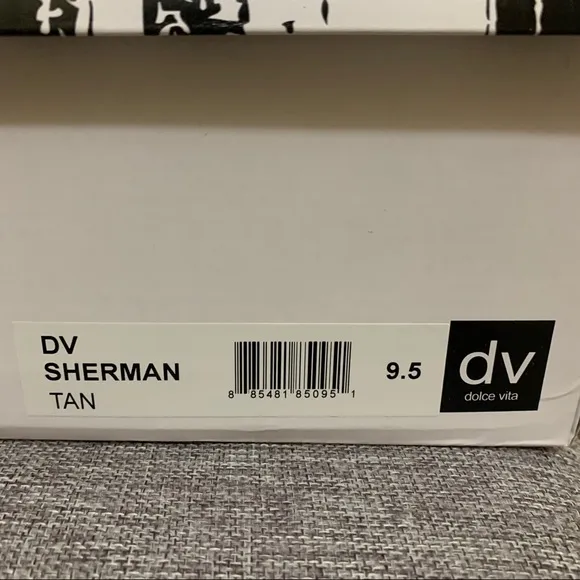 DV
SHERMAN
TAN
8 85481 85095 1
9.5
dv
dolce vita